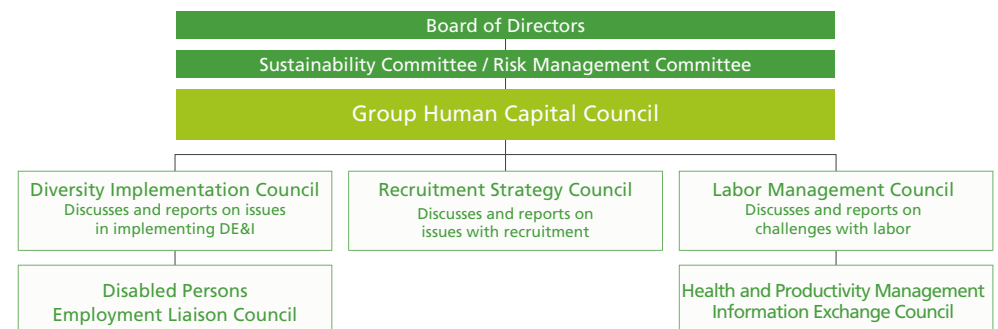 Board of Directors
Sustainability Committee / Risk Management Committee
Group Human Capital Council
Diversity Implementation Council
Discusses and reports on issues
in implementing DE&I
Recruitment Strategy Council
Discusses and reports on
issues with recruitment
Labor Management Council
Discusses and reports on
challenges with labor
Disabled Persons
Employment Liaison Council
Health and Productivity Management
Information Exchange Council